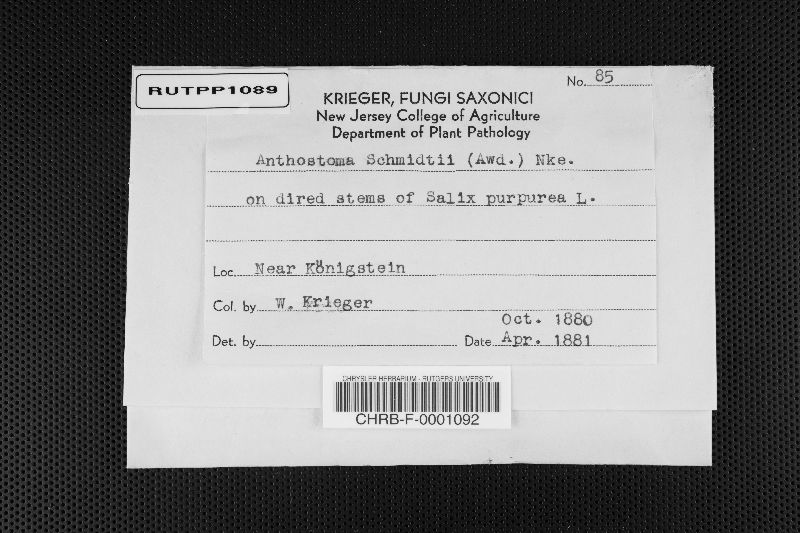 RUTPP1089
No. 85
KRIEGER, FUNGI SAXONICI
New Jersey College of Agriculture
Department of Plant Pathology
Anthostoma Schmidtii (Awd.) Nke.
on dired stems of Salix purpurea L.
Loc. Near Königstein
Col. by W. Krieger
Oct. 1880
Det. by Date Apr. 1881
CHRYSLER HERBARIUM - RUTGERS UNIVERSITY
CHRB-F-0001092